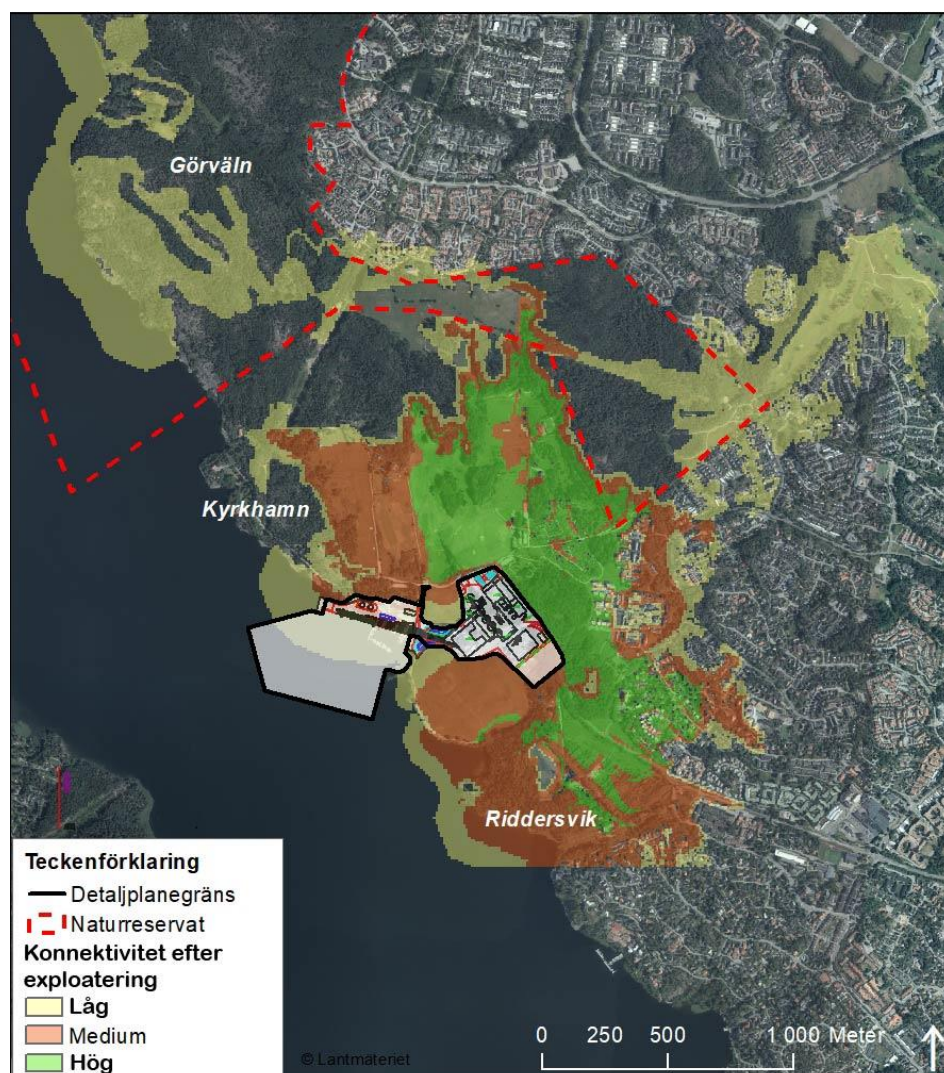 Görväln
Kyrkhamn
Riddersvik
Teckenförklaring
Detaljplanegräns
Naturreservat
Konnektivitet efter
exploatering
Låg
Medium
Hög
0 250 500 1 000 Meter
© Lantmäteriet